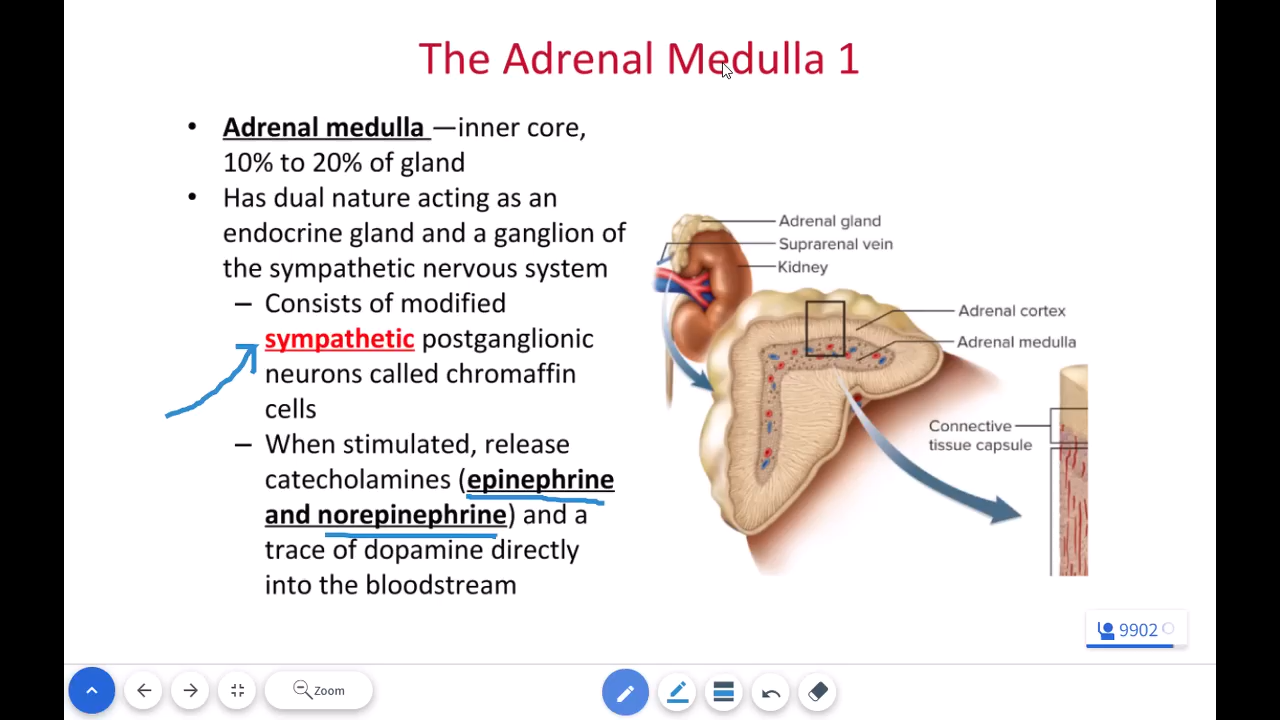 The Adrenal Medulla 1
• Adrenal medulla —inner core,
10% to 20% of gland
• Has dual nature acting as an
endocrine gland and a ganglion of
the sympathetic nervous system
– Consists of modified
sympathetic postganglionic
neurons called chromaffin
cells
– When stimulated, release
catecholamines (epinephrine
and norepinephrine) and a
trace of dopamine directly
into the bloodstream
Adrenal gland
Suprarenal vein
Kidney
Adrenal cortex
Adrenal medulla
Connective
tissue capsule
9902
Zoom